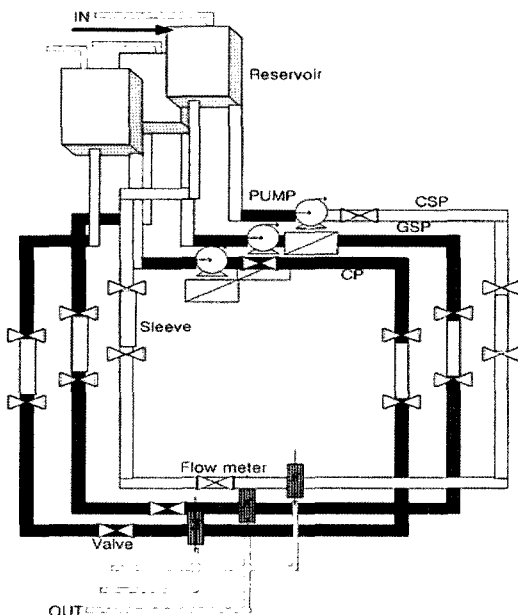 IN
Reservoir
PUMP
CSP
GSP
CP
Sleeve
Flow meter
Valve
OUT